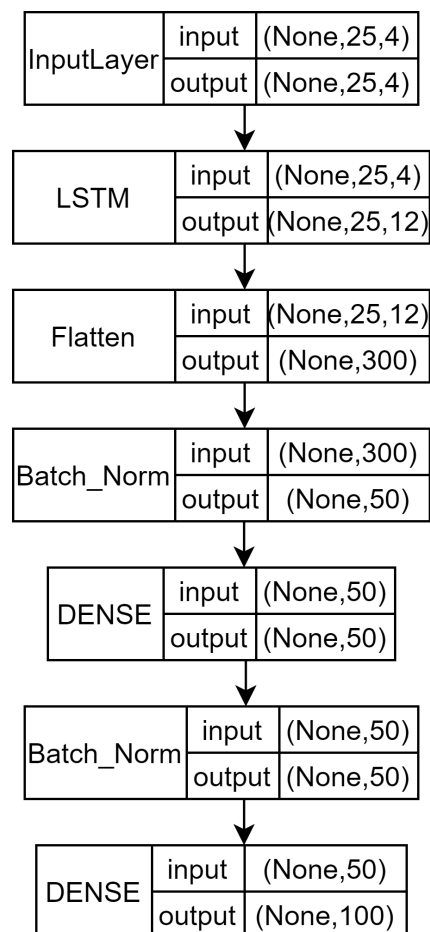 InputLayer
input (None,25,4)
output (None,25,4)
LSTM
input (None,25,4)
output (None,25,12)
Flatten
input (None,25,12)
output (None,300)
Batch_Norm
input (None,300)
output (None,50)
DENSE
input (None,50)
output (None,50)
Batch_Norm
input (None,50)
output (None,50)
DENSE
input (None,50)
output (None,100)